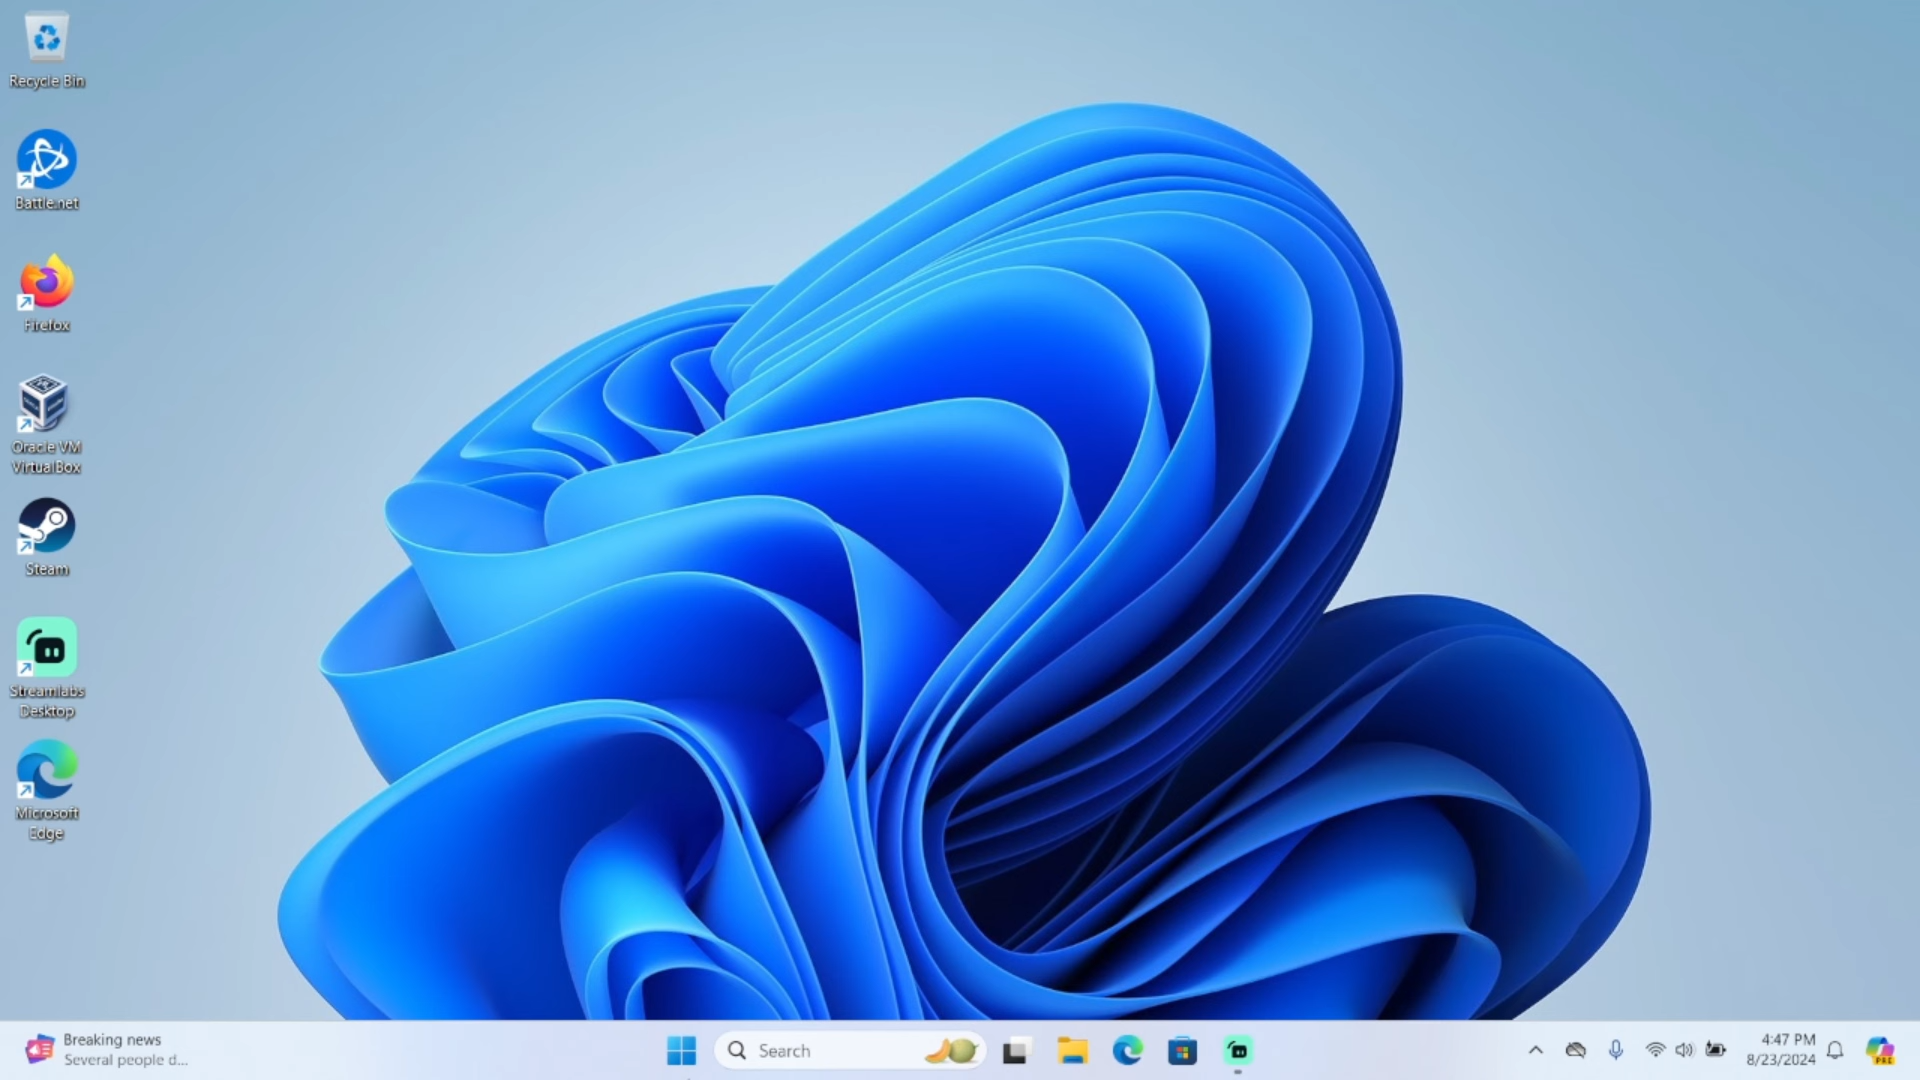 Recycle Bin
Battle.net
Firefox
Oracle VM
VirtualBox
Steam
Streamlabs
Desktop
Microsoft
Edge
Breaking news
Several people d...
Search
4:47 PM
8/23/2024
PRE